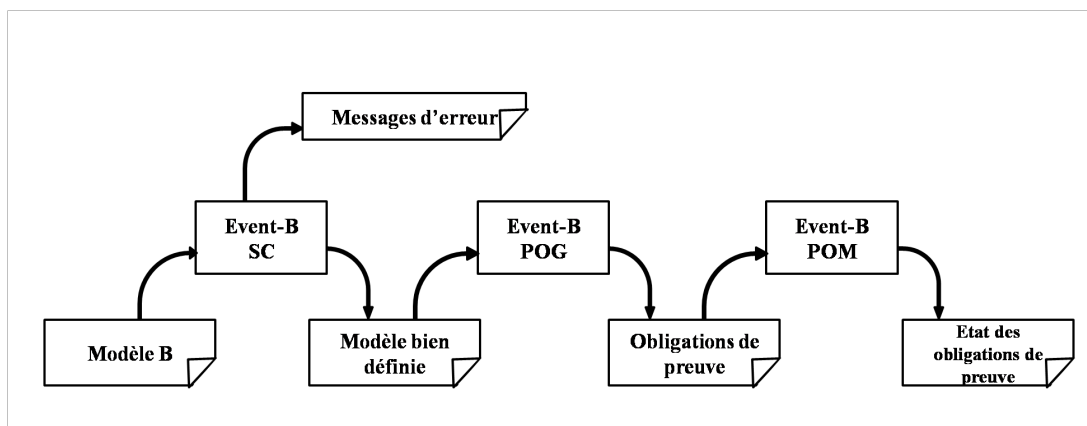 Messages d'erreur
Event-B
SC
Event-B
POG
Event-B
POM
Modèle B
Modèle bien
définie
Obligations de
preuve
Etat des
obligations de
preuve